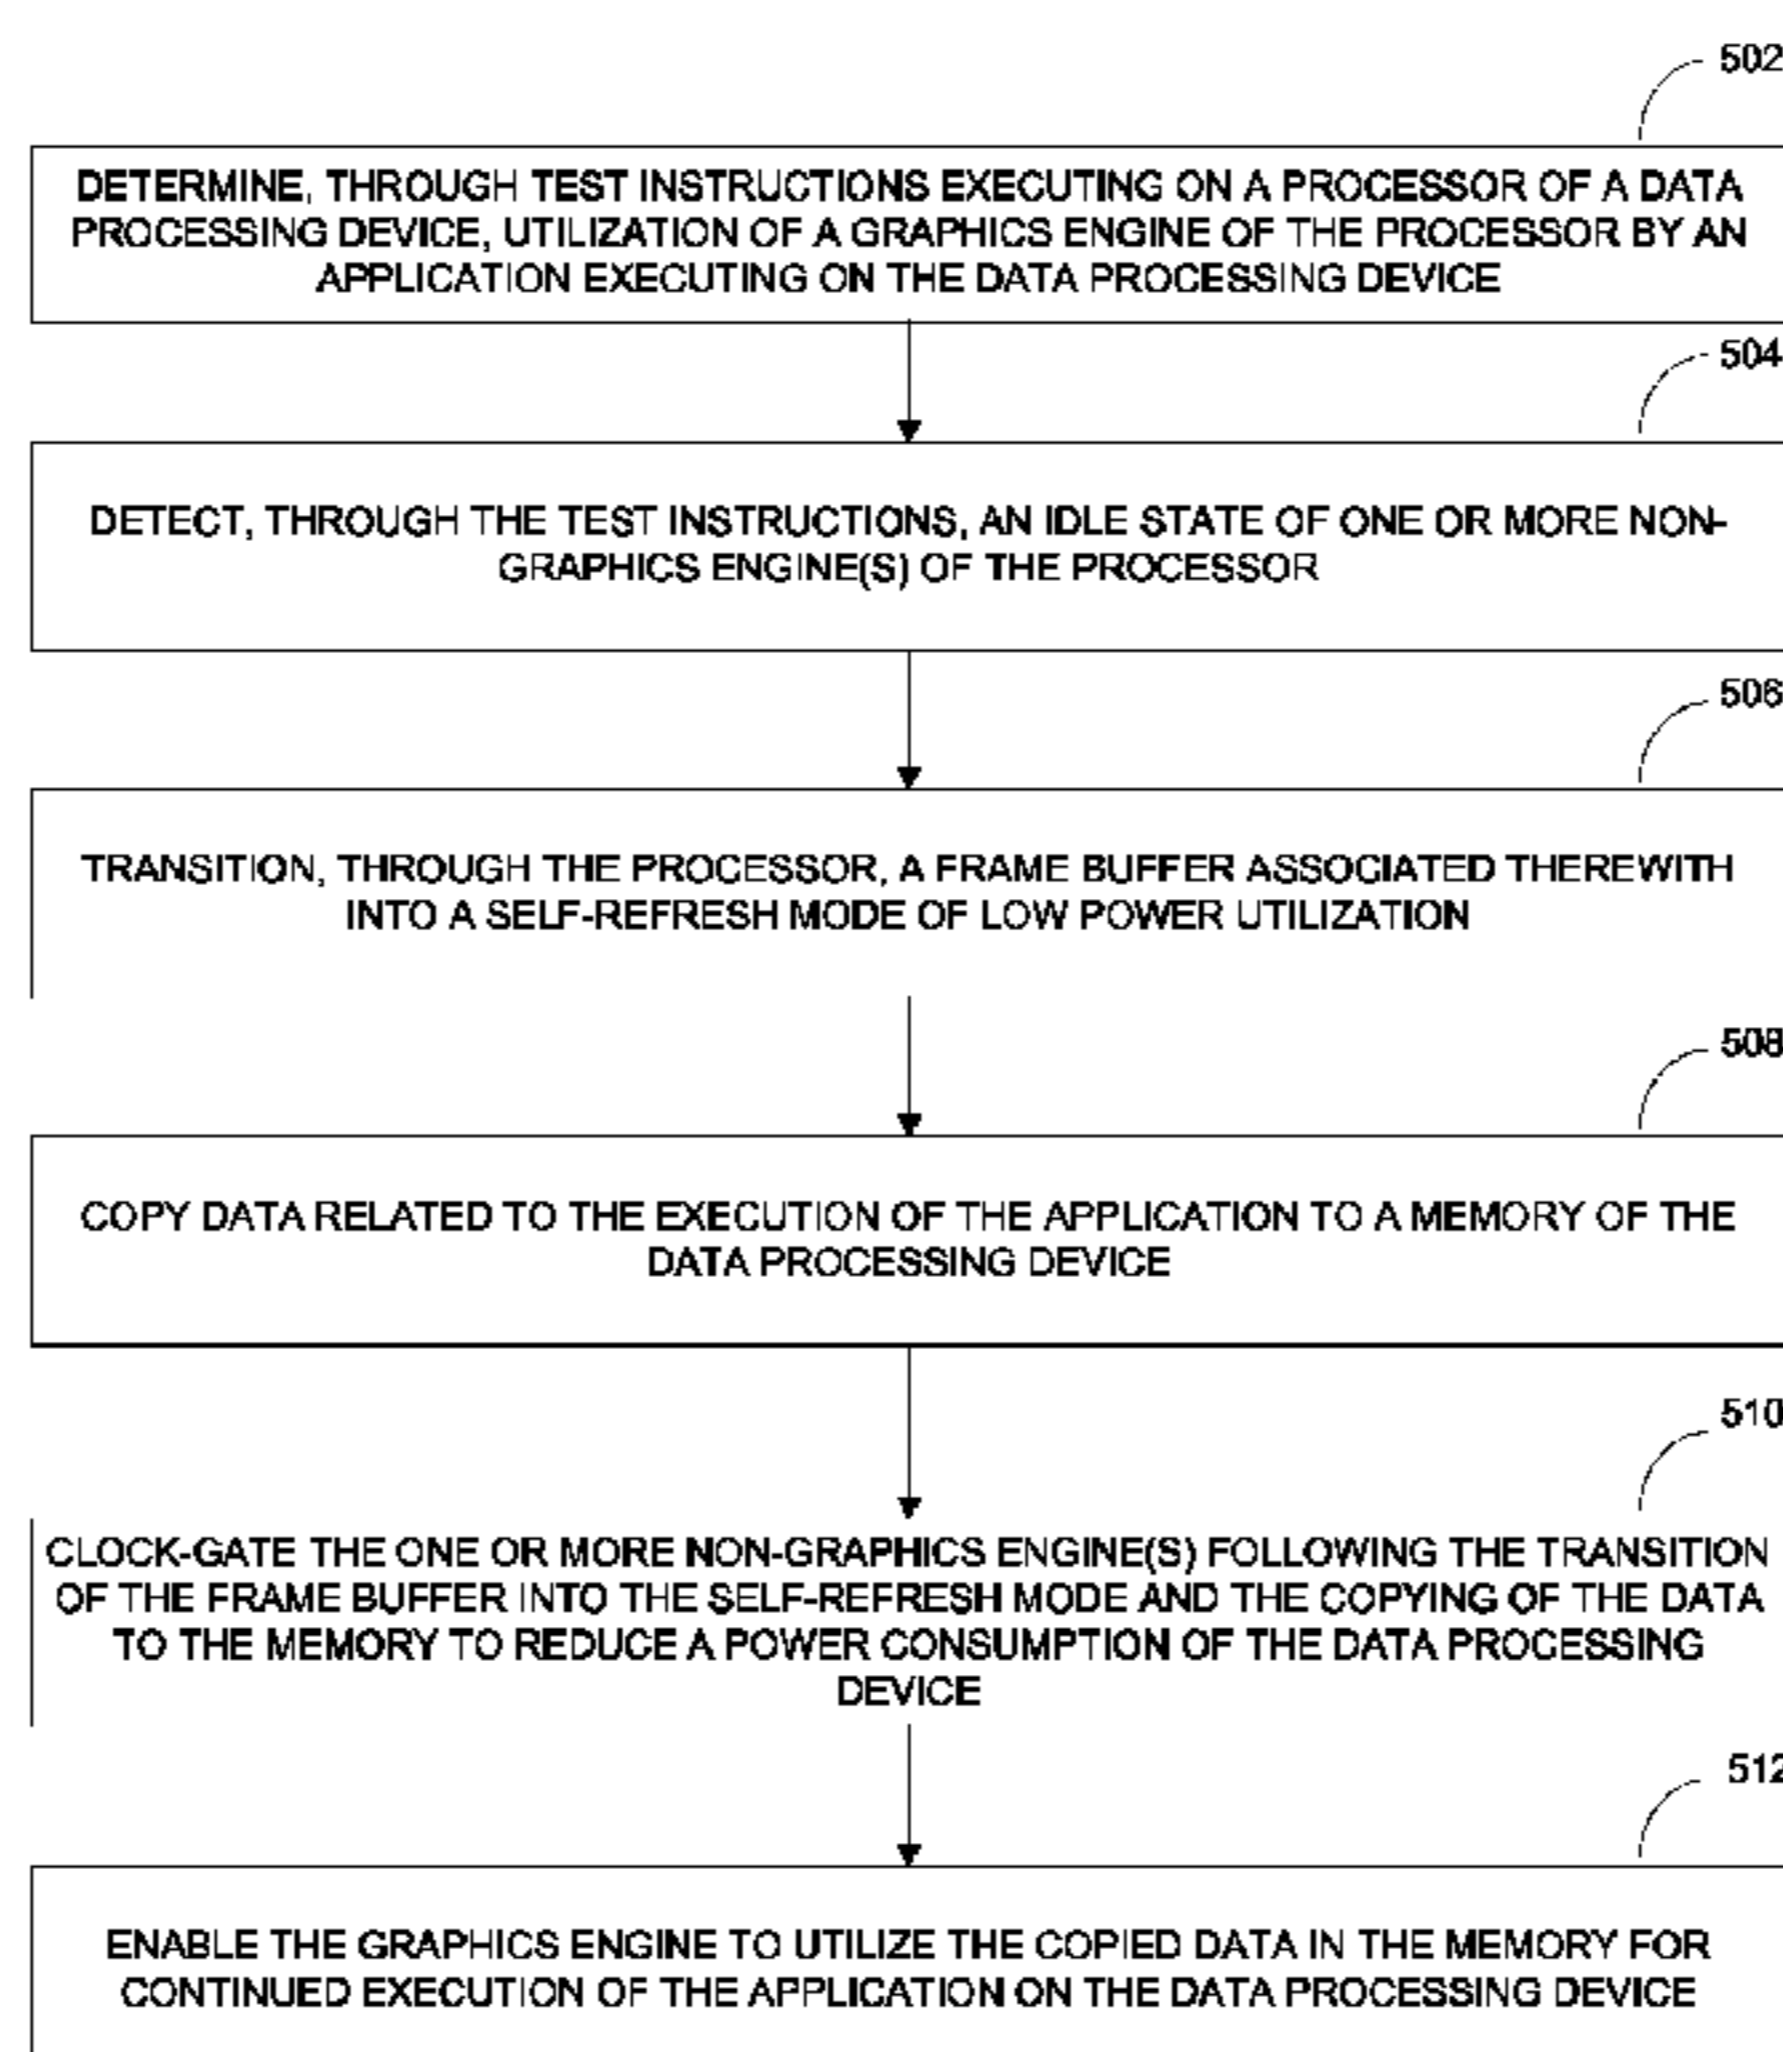 502
DETERMINE, THROUGH TEST INSTRUCTIONS EXECUTING ON A PROCESSOR OF A DATA
PROCESSING DEVICE, UTILIZATION OF A GRAPHICS ENGINE OF THE PROCESSOR BY AN
APPLICATION EXECUTING ON THE DATA PROCESSING DEVICE
504
DETECT, THROUGH THE TEST INSTRUCTIONS, AN IDLE STATE OF ONE OR MORE NON-
GRAPHICS ENGINE(S) OF THE PROCESSOR
506
TRANSITION, THROUGH THE PROCESSOR, A FRAME BUFFER ASSOCIATED THEREWITH
INTO A SELF-REFRESH MODE OF LOW POWER UTILIZATION
508
COPY DATA RELATED TO THE EXECUTION OF THE APPLICATION TO A MEMORY OF THE
DATA PROCESSING DEVICE
510
CLOCK-GATE THE ONE OR MORE NON-GRAPHICS ENGINE(S) FOLLOWING THE TRANSITION
OF THE FRAME BUFFER INTO THE SELF-REFRESH MODE AND THE COPYING OF THE DATA
TO THE MEMORY TO REDUCE A POWER CONSUMPTION OF THE DATA PROCESSING
DEVICE
512
ENABLE THE GRAPHICS ENGINE TO UTILIZE THE COPIED DATA IN THE MEMORY FOR
CONTINUED EXECUTION OF THE APPLICATION ON THE DATA PROCESSING DEVICE